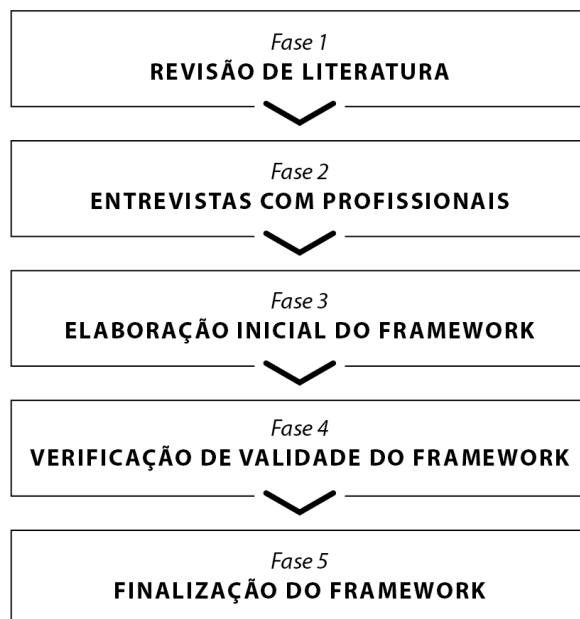 Fase 1
REVISÃO DE LITERATURA
Fase 2
ENTREVISTAS COM PROFISSIONAIS
Fase 3
ELABORAÇÃO INICIAL DO FRAMEWORK
Fase 4
VERIFICAÇÃO DE VALIDADE DO FRAMEWORK
Fase 5
FINALIZAÇÃO DO FRAMEWORK